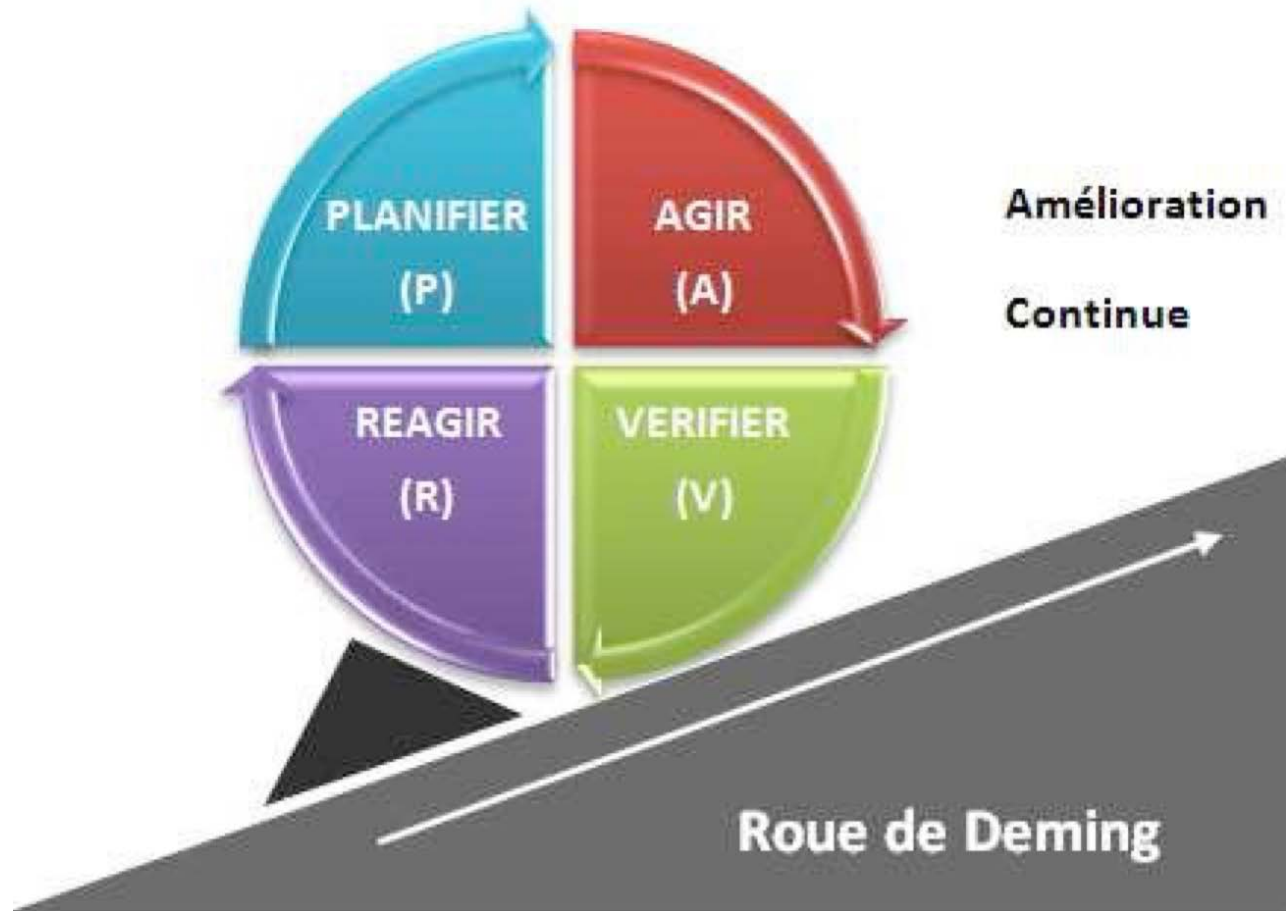 PLANIFIER
(P)
AGIR
(A)
REAGIR
(R)
VERIFIER
(V)
Amélioration
Continue
Roue de Deming